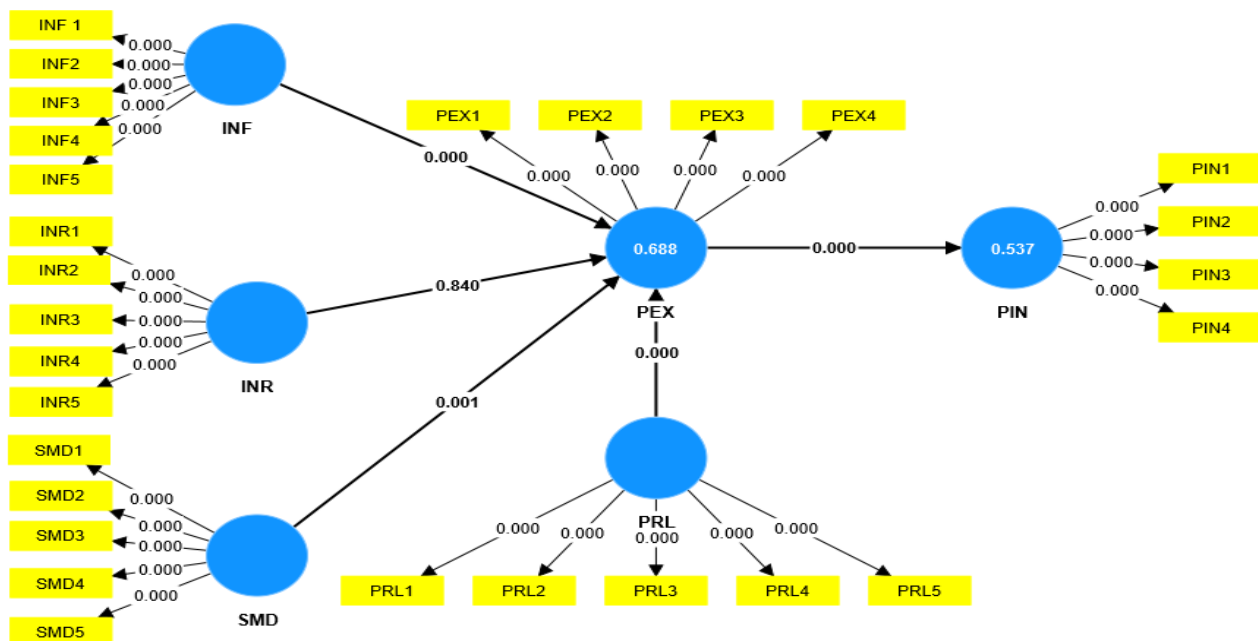 INF 1
INF2
INF3
INF4
INF5
0.000
0.000
0.000
0.000
0.000
INF
INR1
INR2
INR3
INR4
INR5
0.000
0.000
0.000
0.000
0.000
INR
SMD1
SMD2
SMD3
SMD4
SMD5
0.000
0.000
0.000
0.000
0.000
SMD
0.000
0.840
0.001
PEX1
PEX2
PEX3
PEX4
0.000
0.000
0.000
0.000
0.688
PEX
0.000
PRL
0.000
0.000
0.000
0.000
0.000
PRL1
PRL2
PRL3
PRL4
PRL5
0.000
0.537
PIN
0.000
0.000
0.000
0.000
PIN1
PIN2
PIN3
PIN4